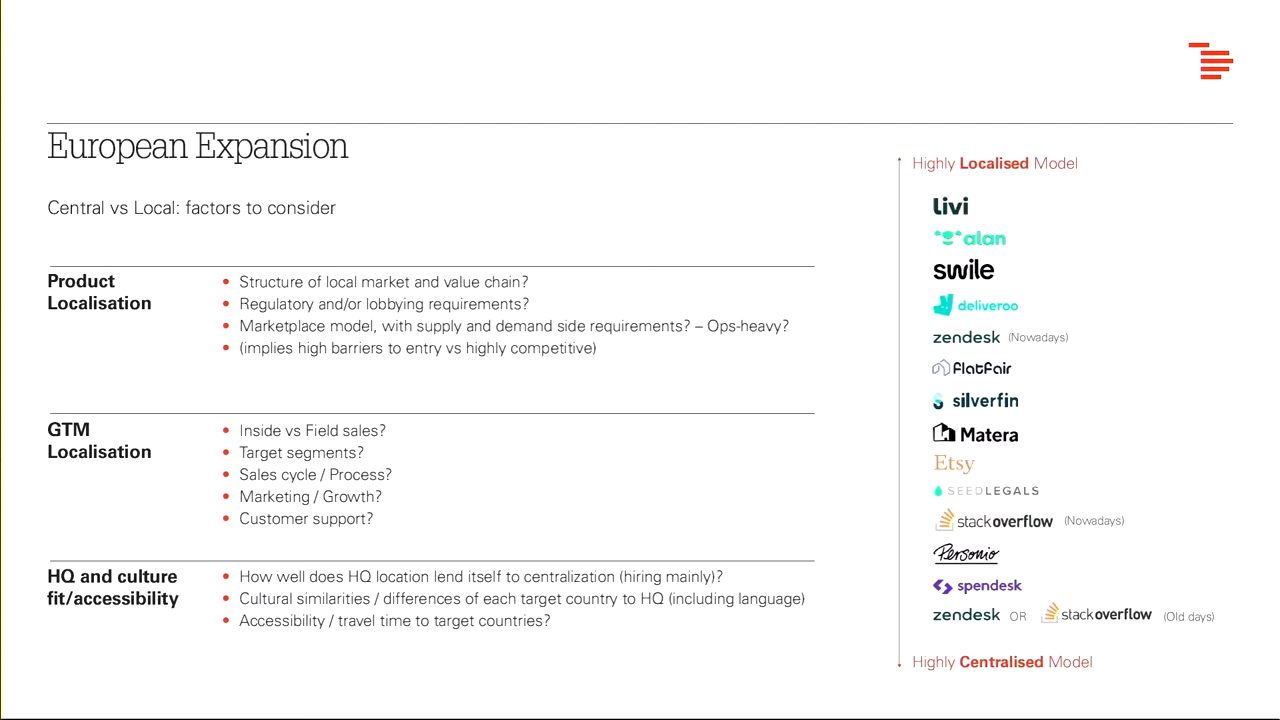 European Expansion
Central vs Local: factors to consider
Product
Localisation
• Structure of local market and value chain?
• Regulatory and/or lobbying requirements?
• Marketplace model, with supply and demand side requirements? – Ops-heavy?
• (implies high barriers to entry vs highly competitive)
GTM
Localisation
• Inside vs Field sales?
• Target segments?
• Sales cycle / Process?
• Marketing / Growth?
• Customer support?
HQ and culture
fit/accessibility
• How well does HQ location lend itself to centralization (hiring mainly)?
• Cultural similarities / differences of each target country to HQ (including language)
• Accessibility / travel time to target countries?
Highly Localised Model
livi
alan
swile
deliveroo
zendesk (Nowadays)
flatfair
silverfin
Matera
Etsy
SEEDLEGALS
stackoverflow (Nowadays)
Personio
spendesk
zendesk OR stackoverflow (Old days)
Highly Centralised Model